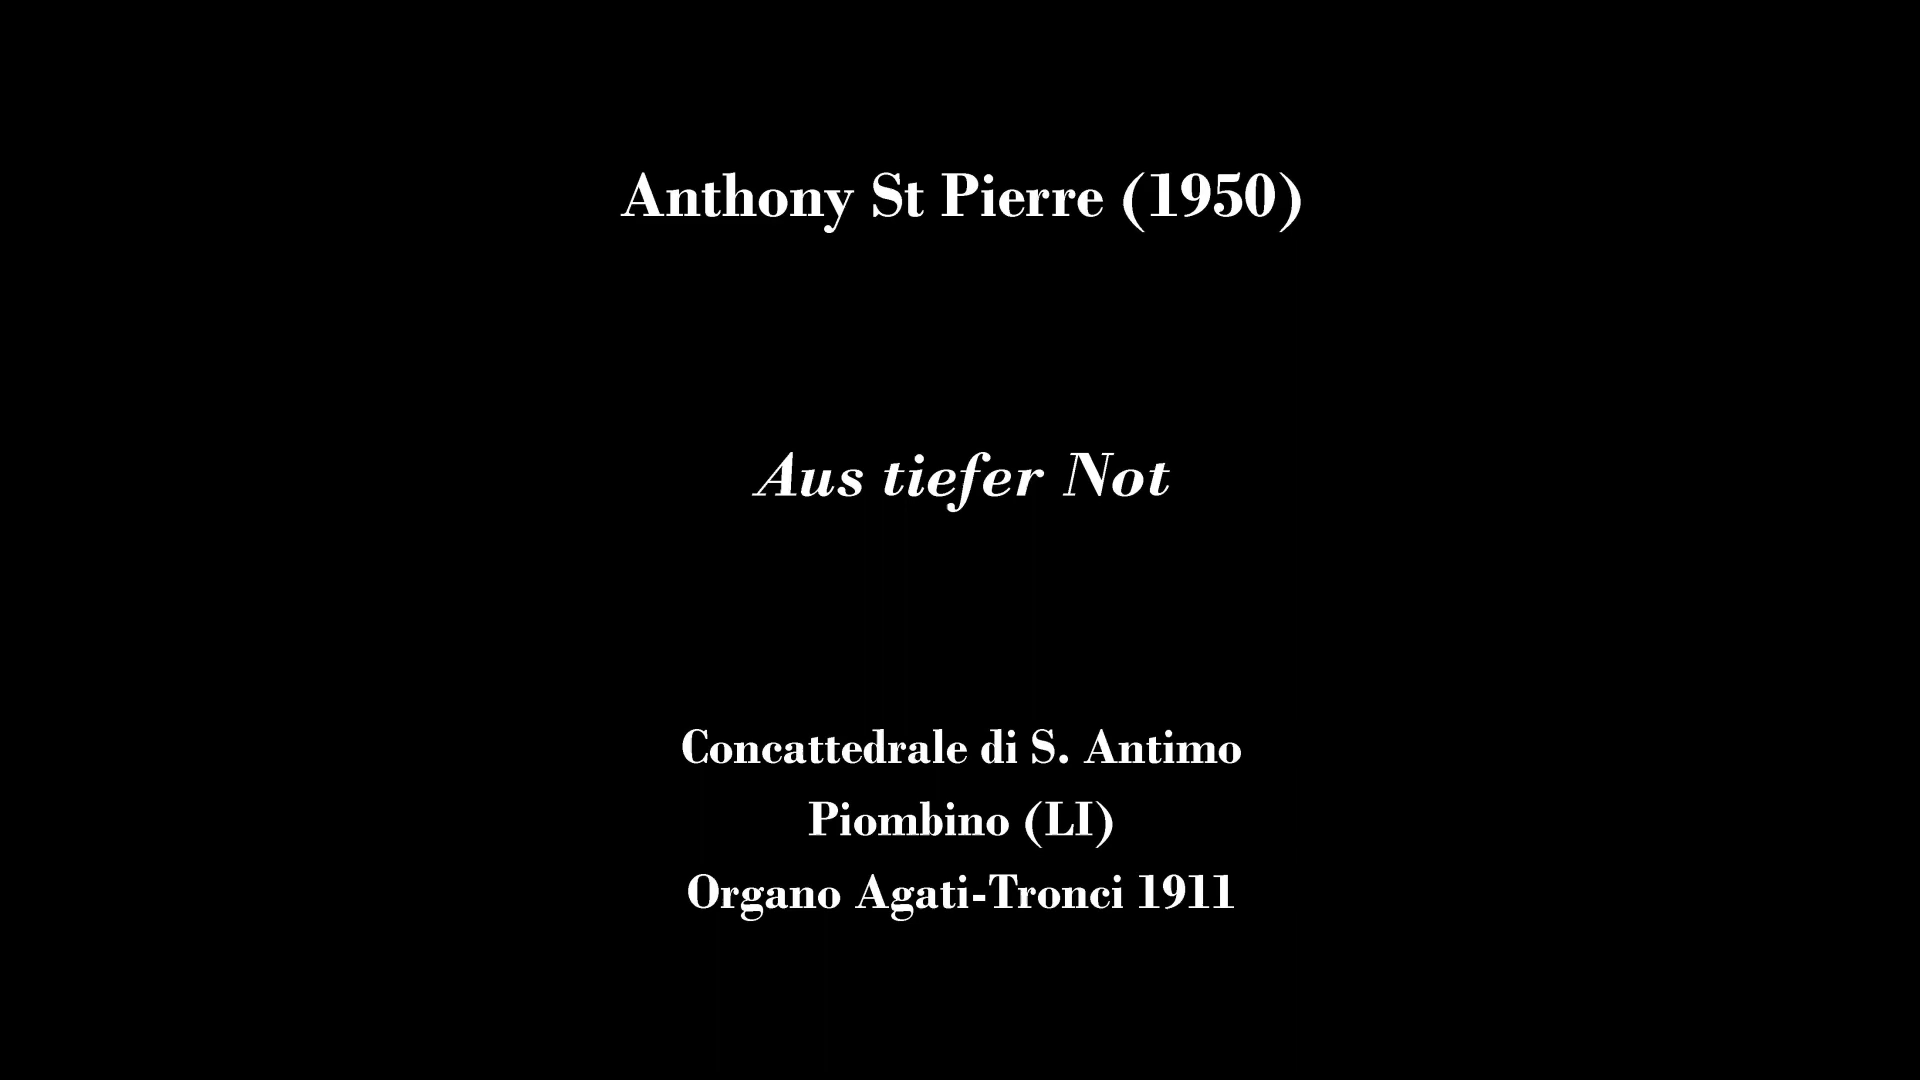 Anthony St Pierre (1950)
Aus tiefer Not
Concattedrale di S. Antimo
Piombino (LI)
Organo Agati-Tronci 1911